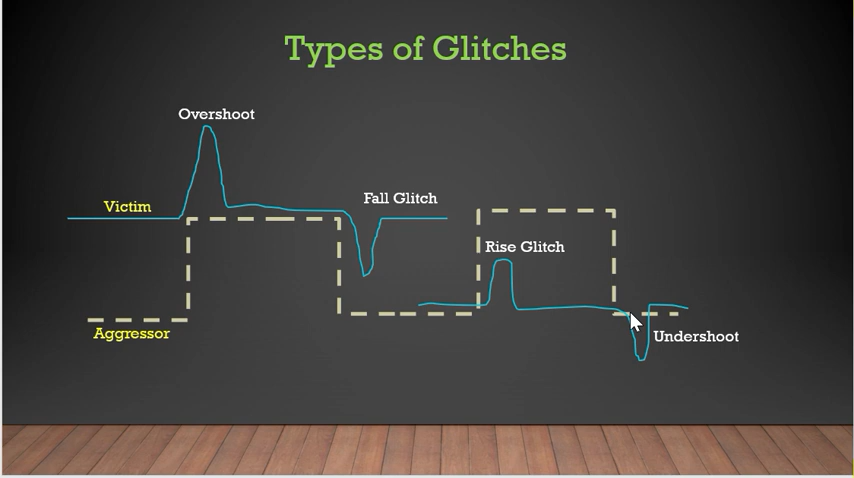 Types of Glitches
Overshoot
Victim
Fall Glitch
Rise Glitch
Aggressor
Undershoot